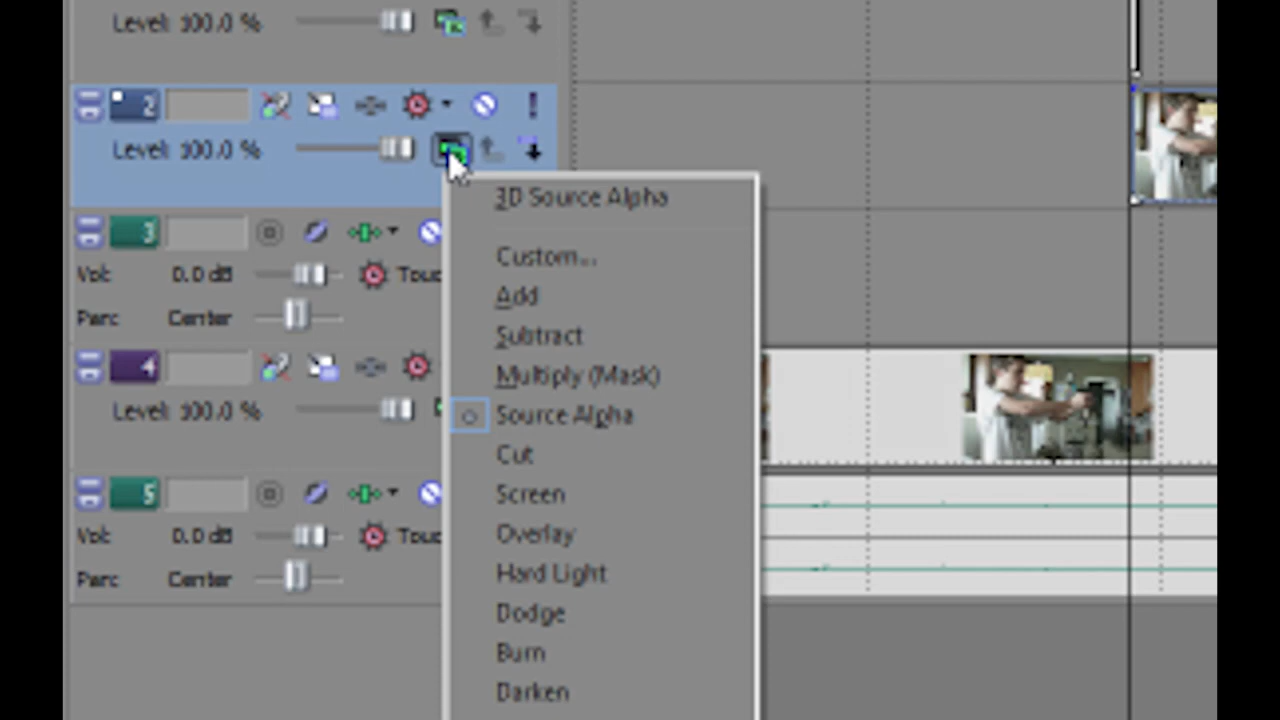 Level: 100.0 %
2
Level: 100.0 %
3D Source Alpha
3
Custom...
Vol: 0.0 dB Touc
Add
Pan: Center
Subtract
4
Multiply (Mask)
Level: 100.0 %
Source Alpha
Cut
5
Screen
Vol: 0.0 dB Touc
Overlay
Pan: Center
Hard Light
Dodge
Burn
Darken